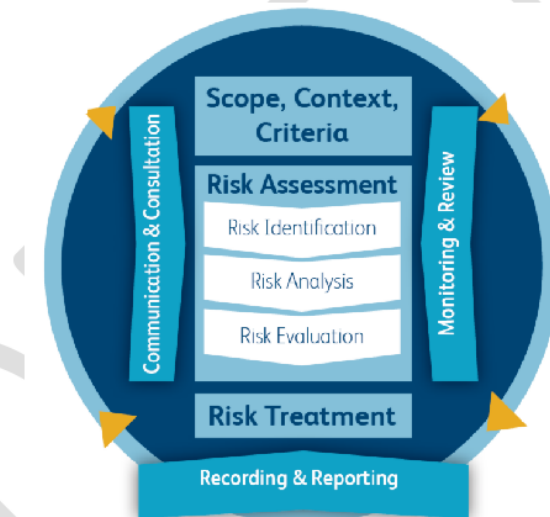 Scope, Context,
Criteria
Communication & Consultation
Risk Assessment
Risk Identification
Risk Analysis
Risk Evaluation
Monitoring & Review
Risk Treatment
Recording & Reporting